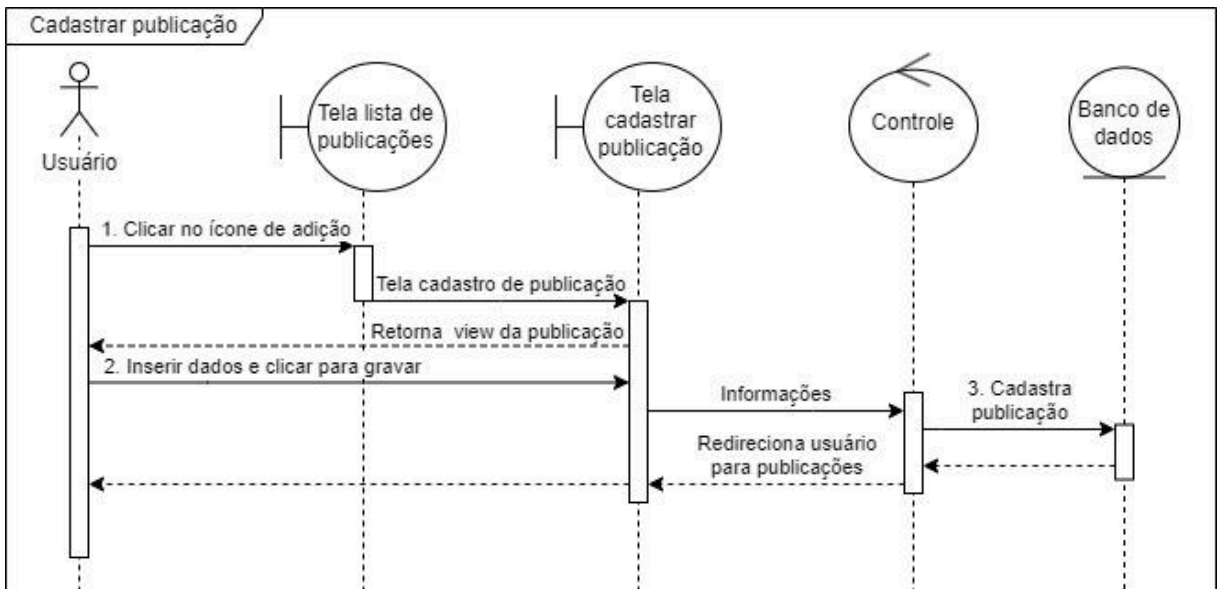 Cadastrar publicação
Usuário
Tela lista de
publicações
Tela
cadastrar
publicação
Controle
Banco de
dados
1. Clicar no ícone de adição
Tela cadastro de publicação
Retorna view da publicação
2. Inserir dados e clicar para gravar
Informações
3. Cadastra
publicação
Redireciona usuário
para publicações